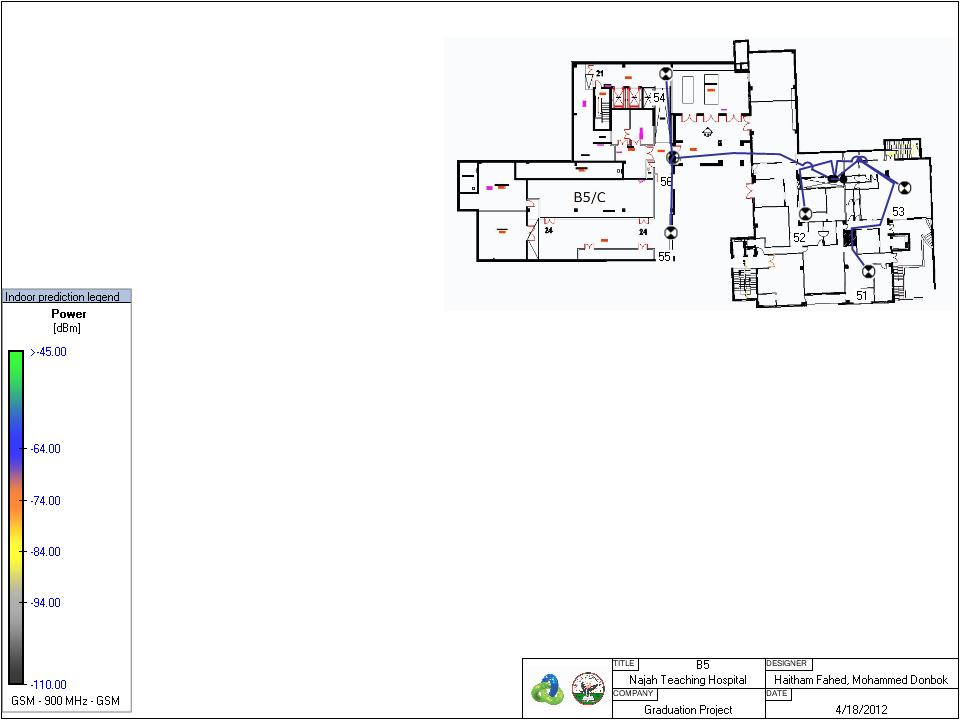 21
54
56
B5/C
24
24
55
53
52
51
Indoor prediction legend
Power
[dBm]
>-45.00
-64.00
-74.00
-84.00
-94.00
-110.00
GSM - 900 MHz - GSM
TITLE
B5
Najah Teaching Hospital
DESIGNER
Haitham Fahed, Mohammed Donbok
COMPANY
Graduation Project
DATE
4/18/2012